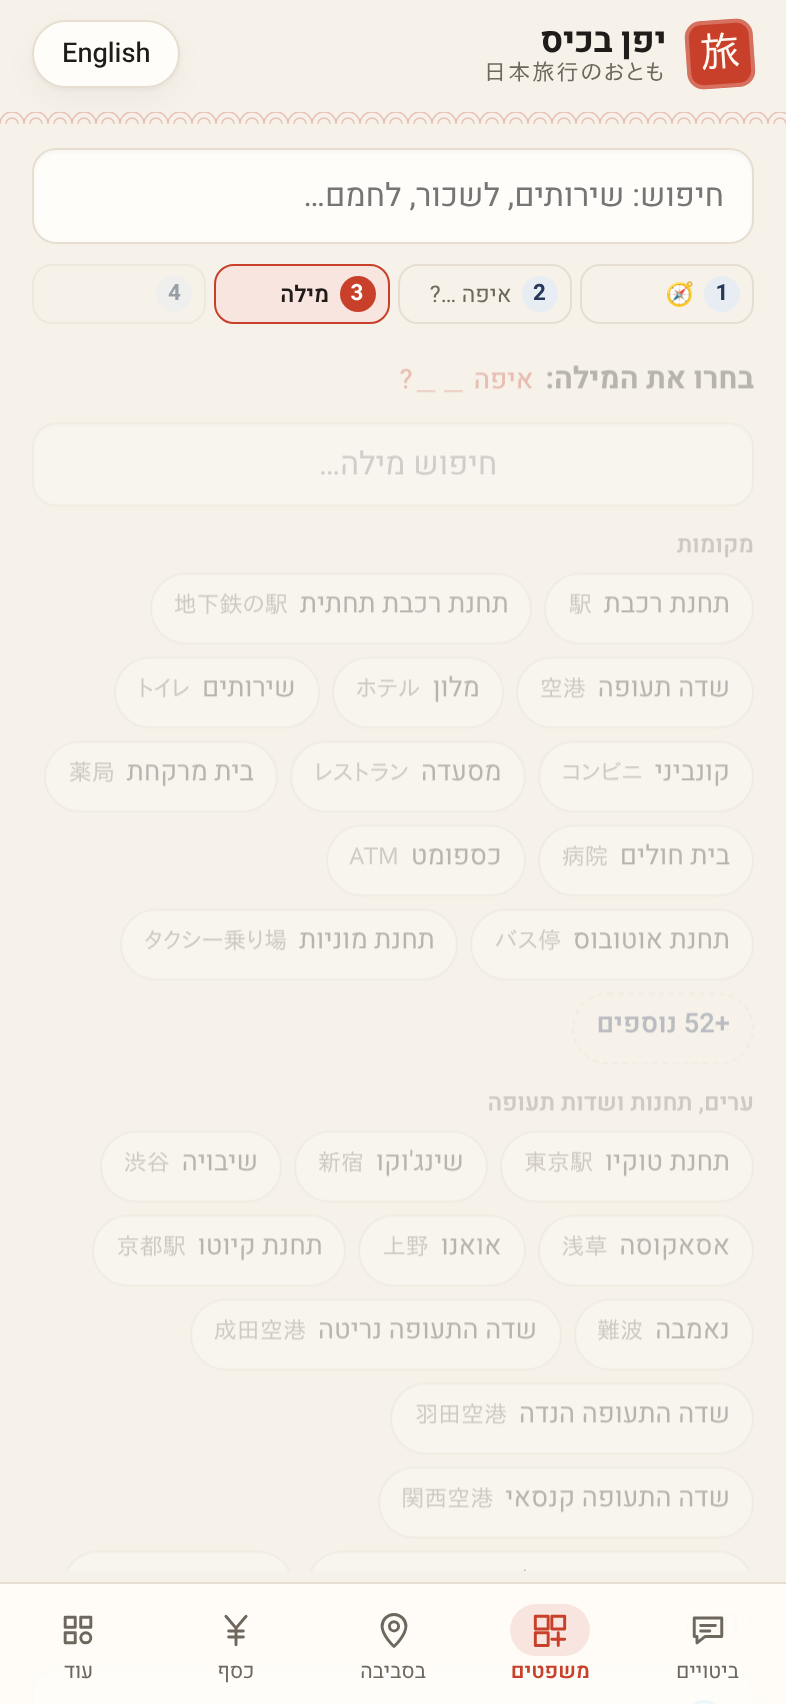 יפן בכיס
旅
日本旅行のおとも
English
חיפוש: שירותים, לשכור, לחמם...
1 🧭
2 איפה ...?
3 מילה
4
בחרו את המילה: איפה _ _?
חיפוש מילה...
מקומות
תחנת רכבת 駅
תחנת רכבת תחתית 地下鉄の駅
שדה תעופה 空港
מלון ホテル
שירותים トイレ
קונביני コンビニ
מסעדה レストラン
בית מרקחת 薬局
בית חולים 病院
כספומט ATM
תחנת אוטובוס バス停
תחנת מוניות タクシー乗り場
+52 נוספים
ערים, תחנות ושדות תעופה
תחנת טוקיו 東京駅
שינג'וקו 新宿
שיבויה 渋谷
אסאקוסה 浅草
אואנו 上野
תחנת קיוטו 京都駅
נאמבה 難波
שדה התעופה נריטה 成田空港
שדה התעופה הנדה 羽田空港
שדה התעופה קנסאי 関西空港
ביטויים
משפטים
בסביבה
כסף
עוד